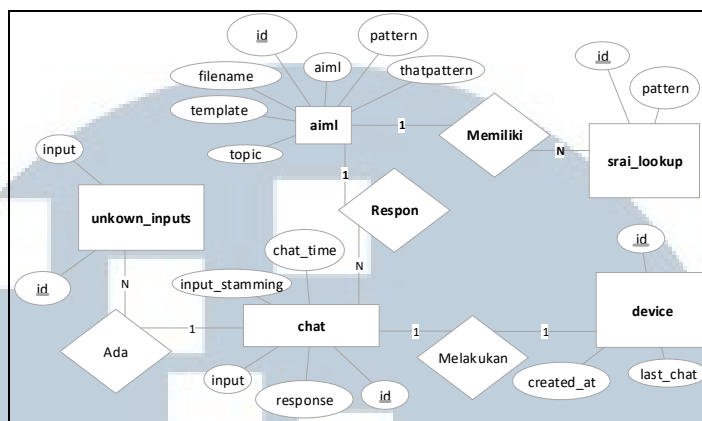 id
pattern
aiml
filename
thatpattern
id
template
pattern
aiml
1
Memiliki
N
srai_lookup
topic
input
1
unkown_inputs
Respon
chat_time
id
id
N
input_stamming
N
device
chat
1
1
1
Ada
Melakukan
input
created_at
last_chat
response
id